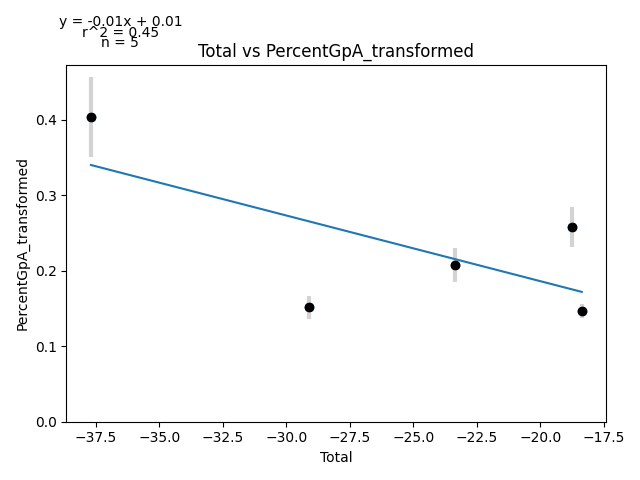 y = -0.01x + 0.01
r^2 = 0.45
n = 5
Total vs PercentGpA_transformed
PercentGpA_transformed
0.4
0.3
0.2
0.1
0.0
−37.5 −35.0 −32.5 −30.0 −27.5 −25.0 −22.5 −20.0 −17.5
Total